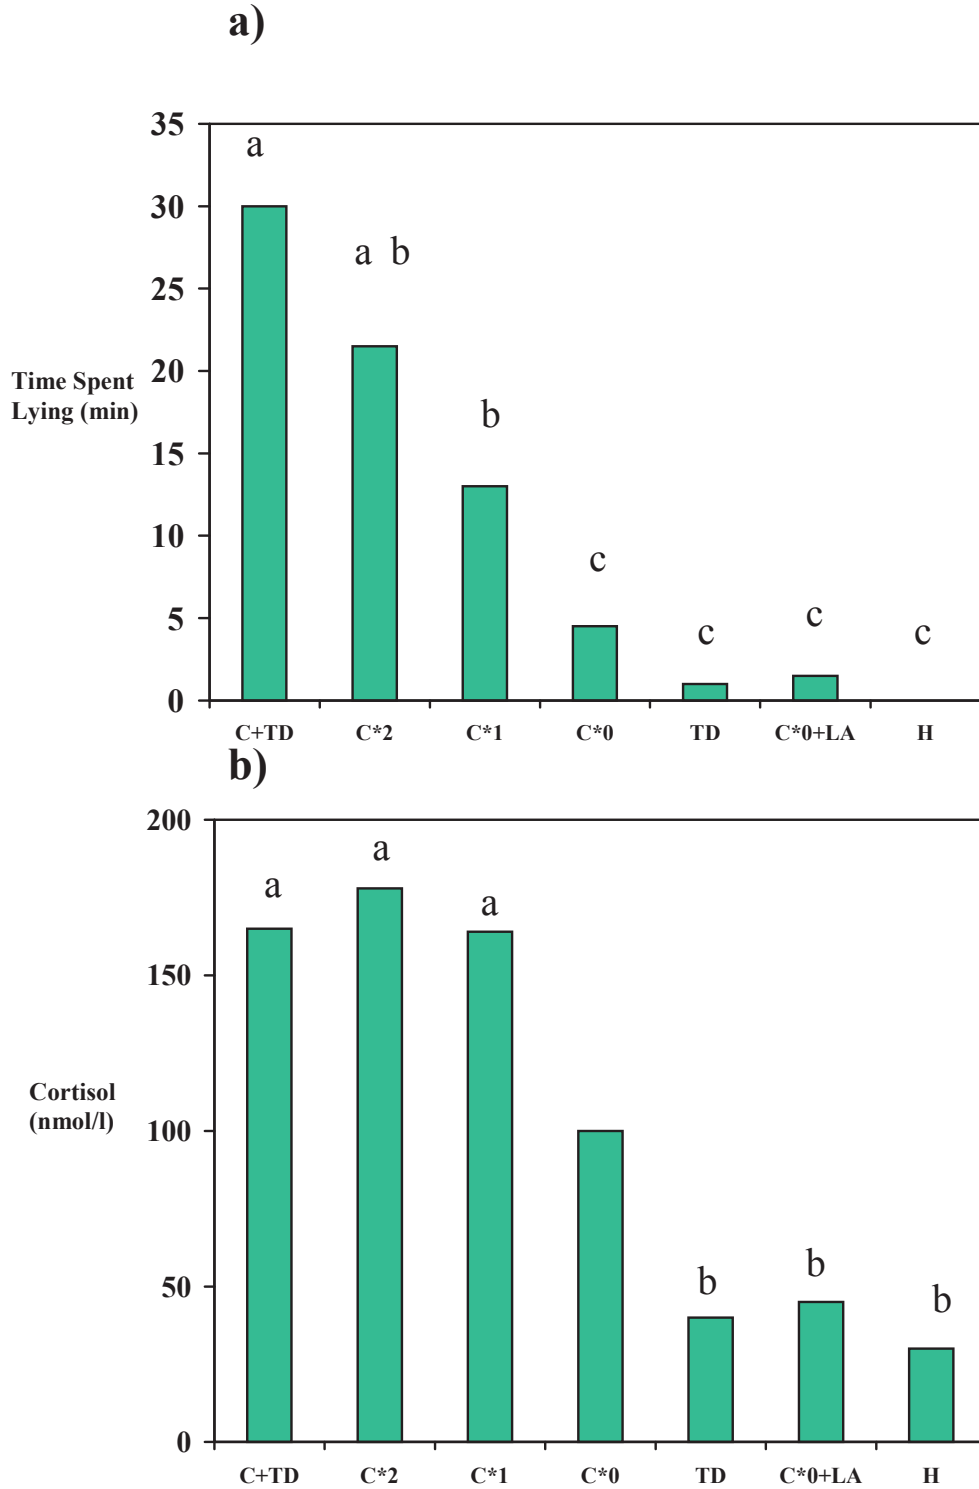 a)
35
a
30
a b
25
Time Spent
Lying (min)
20
b
15
10
c
5
c
c
c
0
C+TD C*2 C*1 C*0 TD C*0+LA H
b)
200
a
a
a
150
Cortisol
(nmol/l)
100
50
b
b
b
0
C+TD C*2 C*1 C*0 TD C*0+LA H